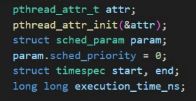 pthread_attr_t attr;
pthread_attr_init(&attr);
struct sched_param param;
param.sched_priority = 0;
struct timespec start, end;
long long execution_time_ns;